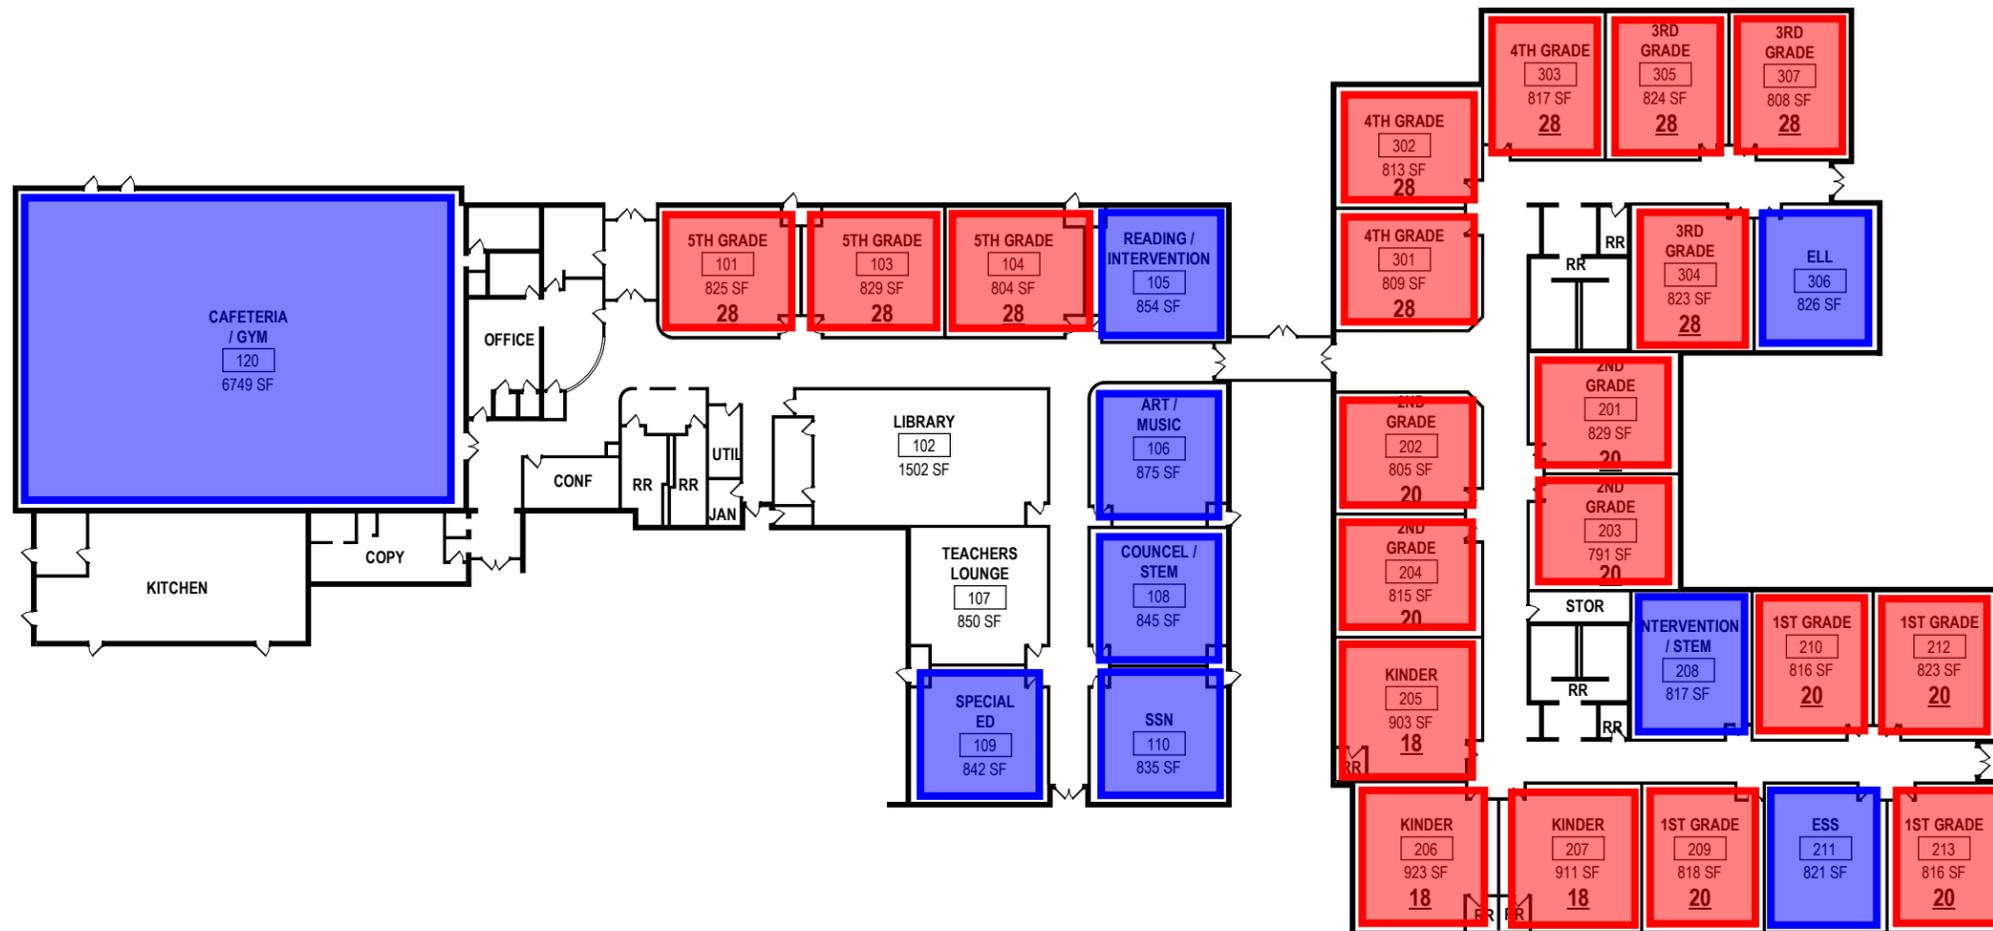 CAFETERIA
/ GYM
120
6749 SF
KITCHEN
COPY
OFFICE
CONF
RR
RR
UTIL
JAN
5TH GRADE
101
825 SF
28
5TH GRADE
103
829 SF
28
5TH GRADE
104
804 SF
28
READING /
INTERVENTION
105
854 SF
LIBRARY
102
1502 SF
ART /
MUSIC
106
875 SF
TEACHERS
LOUNGE
107
850 SF
COUNCEL /
STEM
108
845 SF
SPECIAL
ED
109
842 SF
SSN
110
835 SF
4TH GRADE
303
817 SF
28
3RD
GRADE
305
824 SF
28
3RD
GRADE
307
808 SF
28
4TH GRADE
302
813 SF
28
4TH GRADE
301
809 SF
28
RR
RR
3RD
GRADE
304
823 SF
28
ELL
306
826 SF
2ND
GRADE
201
829 SF
20
2ND
GRADE
202
805 SF
20
2ND
GRADE
203
791 SF
20
2ND
GRADE
204
815 SF
20
STOR
RR
RR
NTERVENTION
/ STEM
208
817 SF
1ST GRADE
210
816 SF
20
1ST GRADE
212
823 SF
20
KINDER
205
903 SF
18
RR
KINDER
206
923 SF
18
RR
RR
KINDER
207
911 SF
18
1ST GRADE
209
818 SF
20
ESS
211
821 SF
1ST GRADE
213
816 SF
20